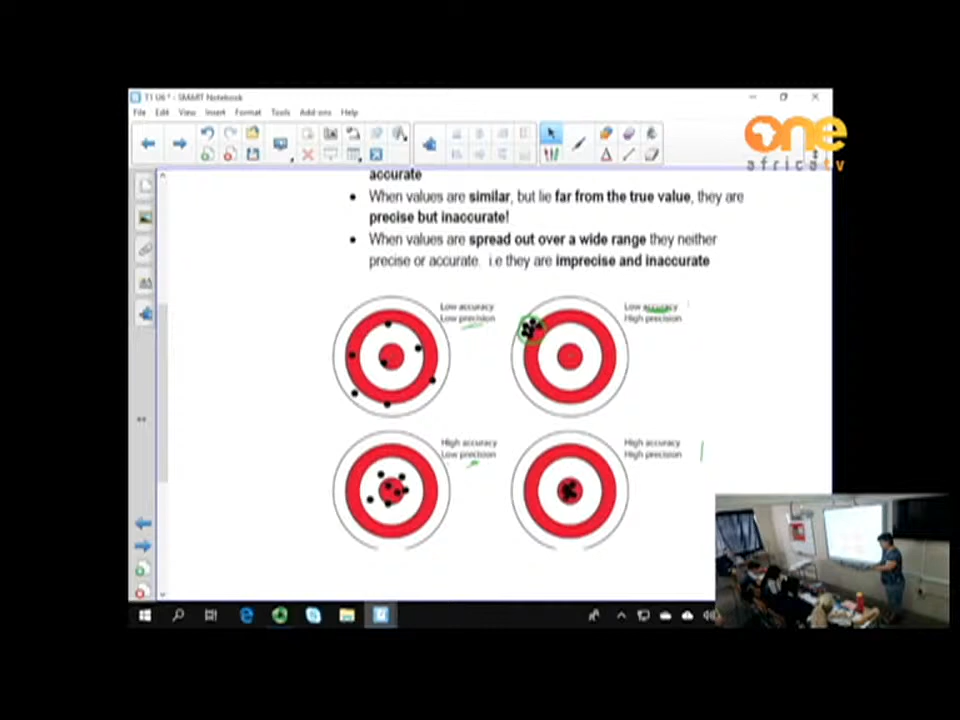 T1 U6 * - SMART Notebook
File Edit View Insert Format Tools Add-ons Help
one
africa tv
accurate
• When values are similar, but lie far from the true value, they are
precise but inaccurate!
• When values are spread out over a wide range they neither
precise or accurate. i.e they are imprecise and inaccurate
Low accuracy
Low precision
Low accuracy
High precision
High accuracy
Low precision
High accuracy
High precision